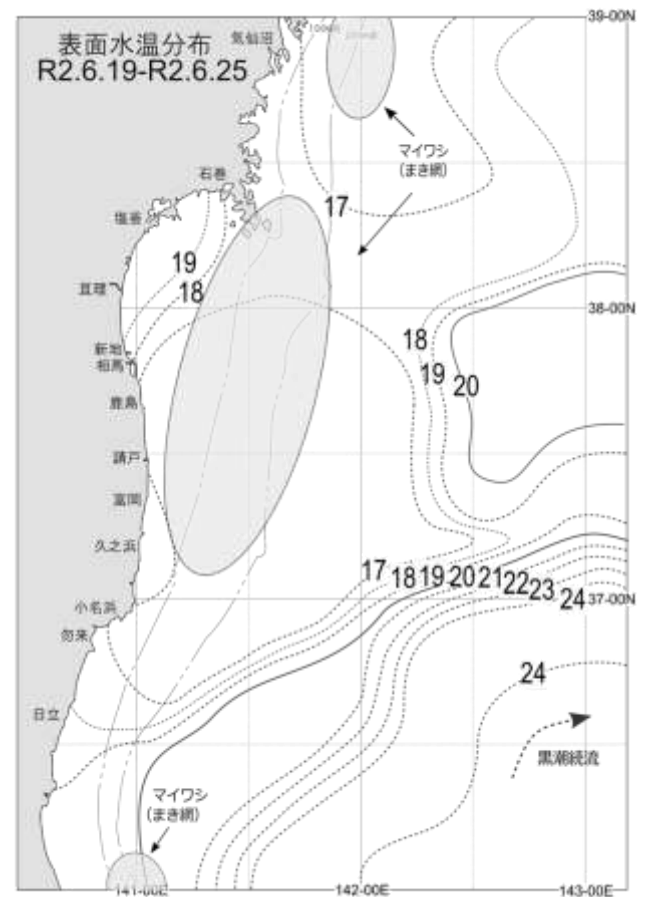 表面水温分布
R2.6.19-R2.6.25
気仙沼
39-00N
マイワシ
(まき網)
石巻
17
塩釜
19
18
亘理
38-00N
新地
相馬
18
19
20
鹿島
請戸
富岡
久之浜
17
18
19
20
21
22
23
24
37-00N
小名浜
勿来
24
日立
黒潮続流
マイワシ
(まき網)
141-00E
142-00E
143-00E